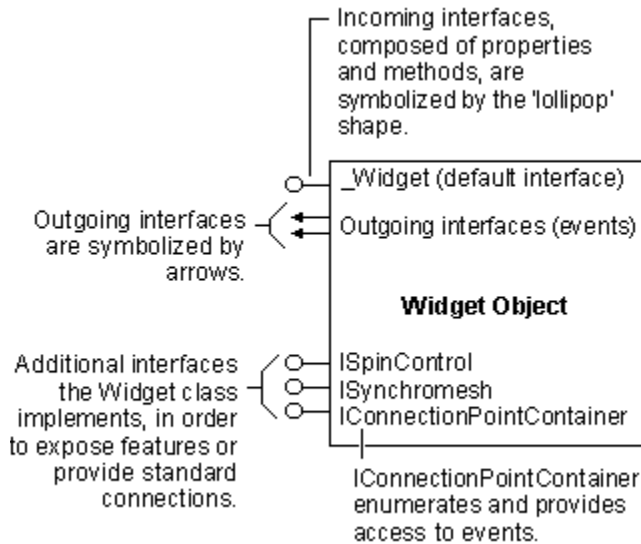 Incoming interfaces,
composed of properties
and methods, are
symbolized by the 'lollipop'
shape.
_Widget (default interface)
Outgoing interfaces
are symbolized by
arrows.
Outgoing interfaces (events)
Widget Object
Additional interfaces
the Widget class
implements, in order
to expose features or
provide standard
connections.
ISpinControl
ISynchromesh
IConnectionPointContainer
IConnectionPointContainer
enumerates and provides
access to events.